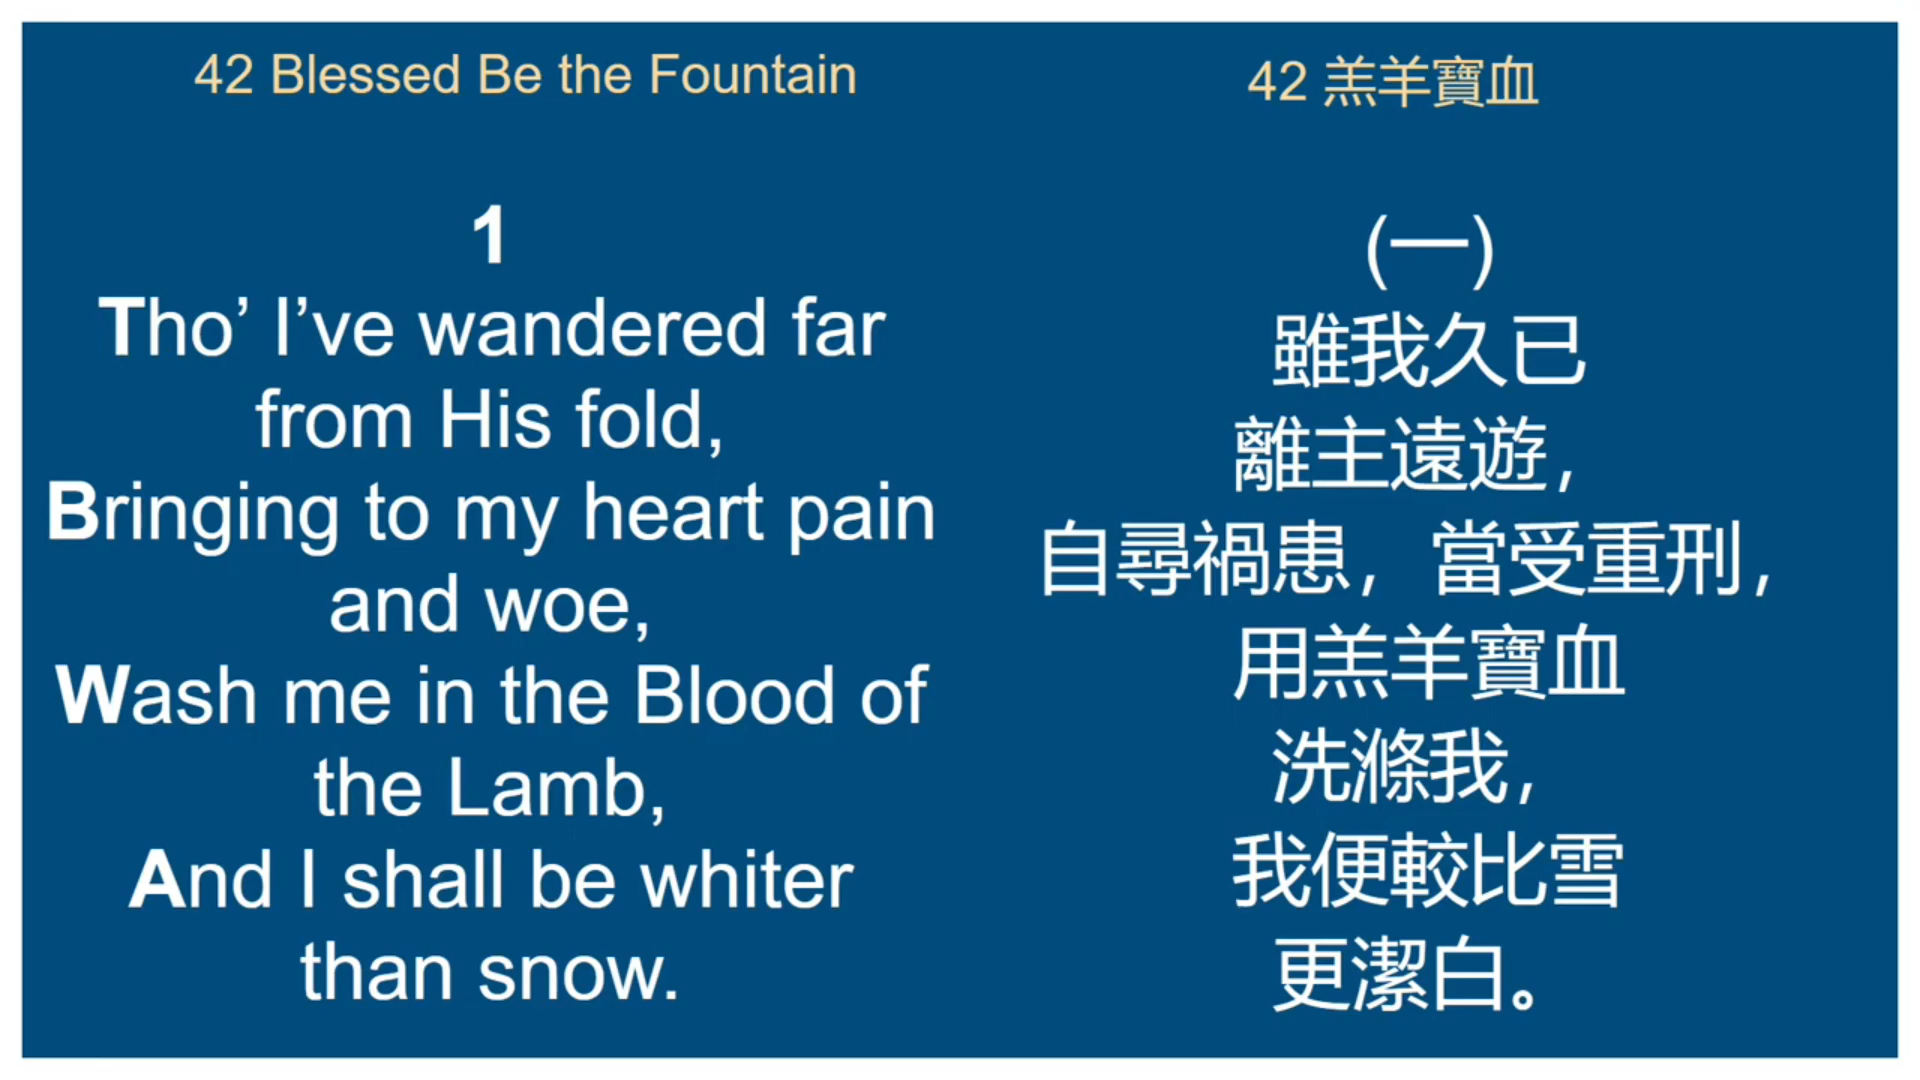 42 Blessed Be the Fountain
1
Tho’ I’ve wandered far
from His fold,
Bringing to my heart pain
and woe,
Wash me in the Blood of
the Lamb,
And I shall be whiter
than snow.
42 羔羊寶血
(一)
雖我久已
離主遠遊，
自尋禍患，當受重刑，
用羔羊寶血
洗滌我，
我便較比雪
更潔白。